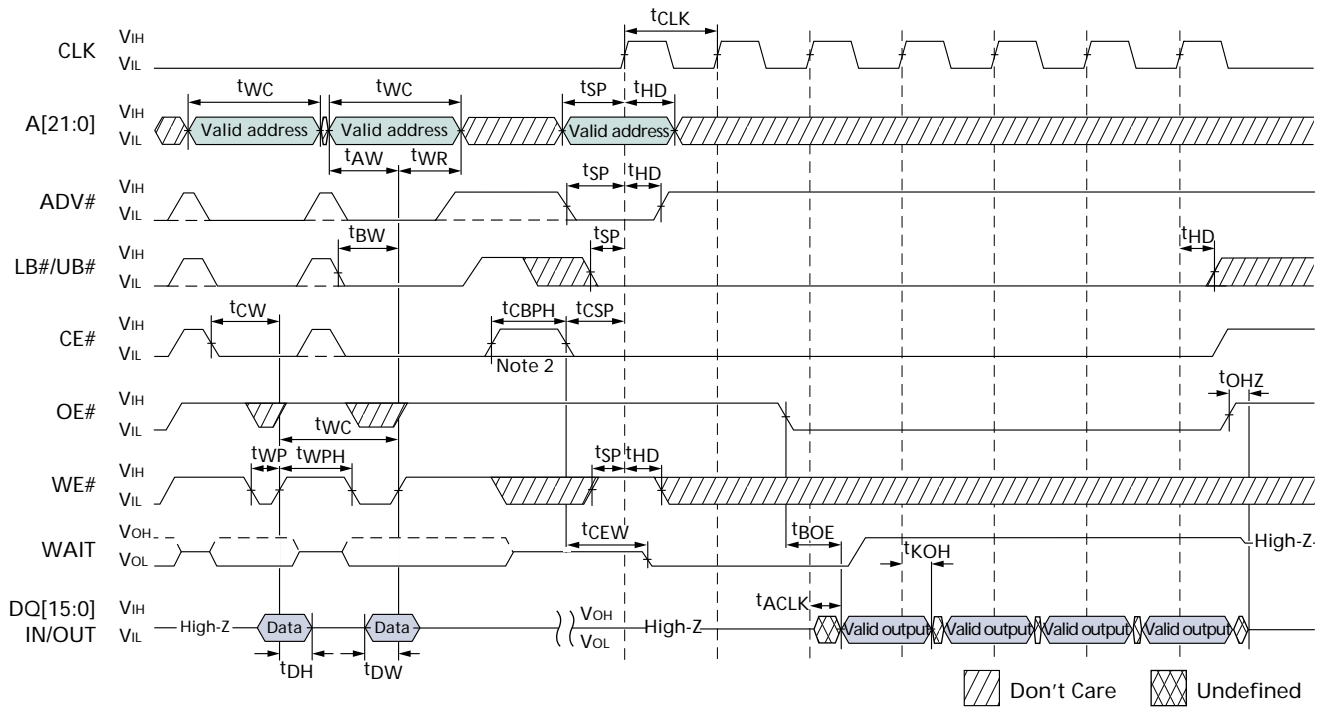 tCLK
CLK VIH
VIL
tWC tWC tSP tHD
A[21:0] VIH
VIL
Valid address Valid address Valid address
tAW tWR
tSP tHD
ADV# VIH
VIL
tBW tSP tHD
LB#/UB# VIH
VIL
tCW tCBPH tCSP
CE# VIH
VIL
Note 2
tOHZ
OE# VIH
VIL
tWC
tWP tWPH tSP tHD
WE# VIH
VIL
tCEW tBOE
WAIT VOH
VOL
High-Z
tKOH
tACLK
DQ[15:0]
IN/OUT
VIH
VIL
High-Z Data Data VOH
VOL
High-Z Valid output Valid output Valid output Valid output
tDH tDW
Don't Care Undefined